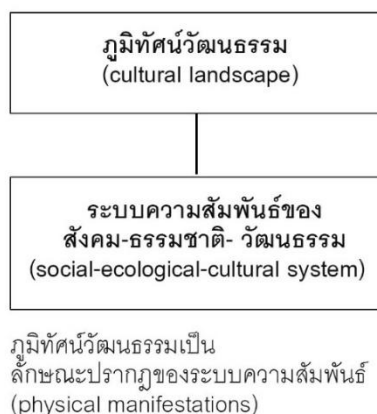 ภูมิทัศน์วัฒนธรรม
(cultural landscape)
ระบบความสัมพันธ์ของ
สังคม-ธรรมชาติ- วัฒนธรรม
(social-ecological-cultural system)
ภูมิทัศน์วัฒนธรรมเป็น
ลักษณะปรากฎของระบบความสัมพันธ์
(physical manifestations)